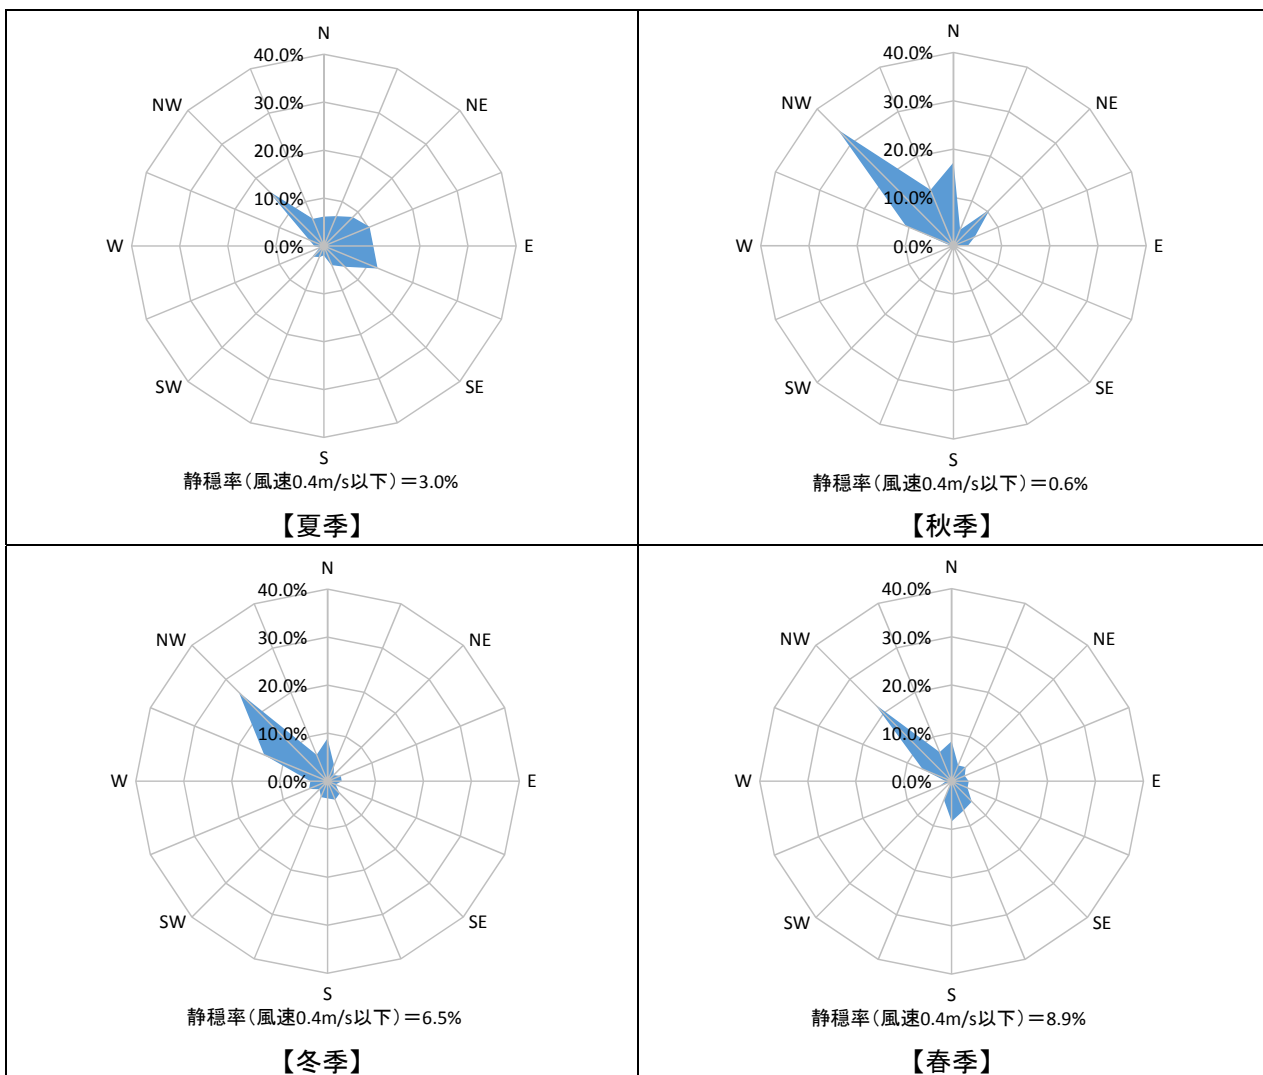 N
40.0%
NW
NE
30.0%
20.0%
10.0%
W
0.0%
E
SW
SE
S
静穏率（風速0.4m/s以下）＝3.0%
【夏季】
N
40.0%
NW
NE
30.0%
20.0%
10.0%
W
0.0%
E
SW
SE
S
静穏率（風速0.4m/s以下）＝0.6%
【秋季】
N
40.0%
NW
NE
30.0%
20.0%
10.0%
W
0.0%
E
SW
SE
S
静穏率（風速0.4m/s以下）＝6.5%
【冬季】
N
40.0%
NW
NE
30.0%
20.0%
10.0%
W
0.0%
E
SW
SE
S
静穏率（風速0.4m/s以下）＝8.9%
【春季】